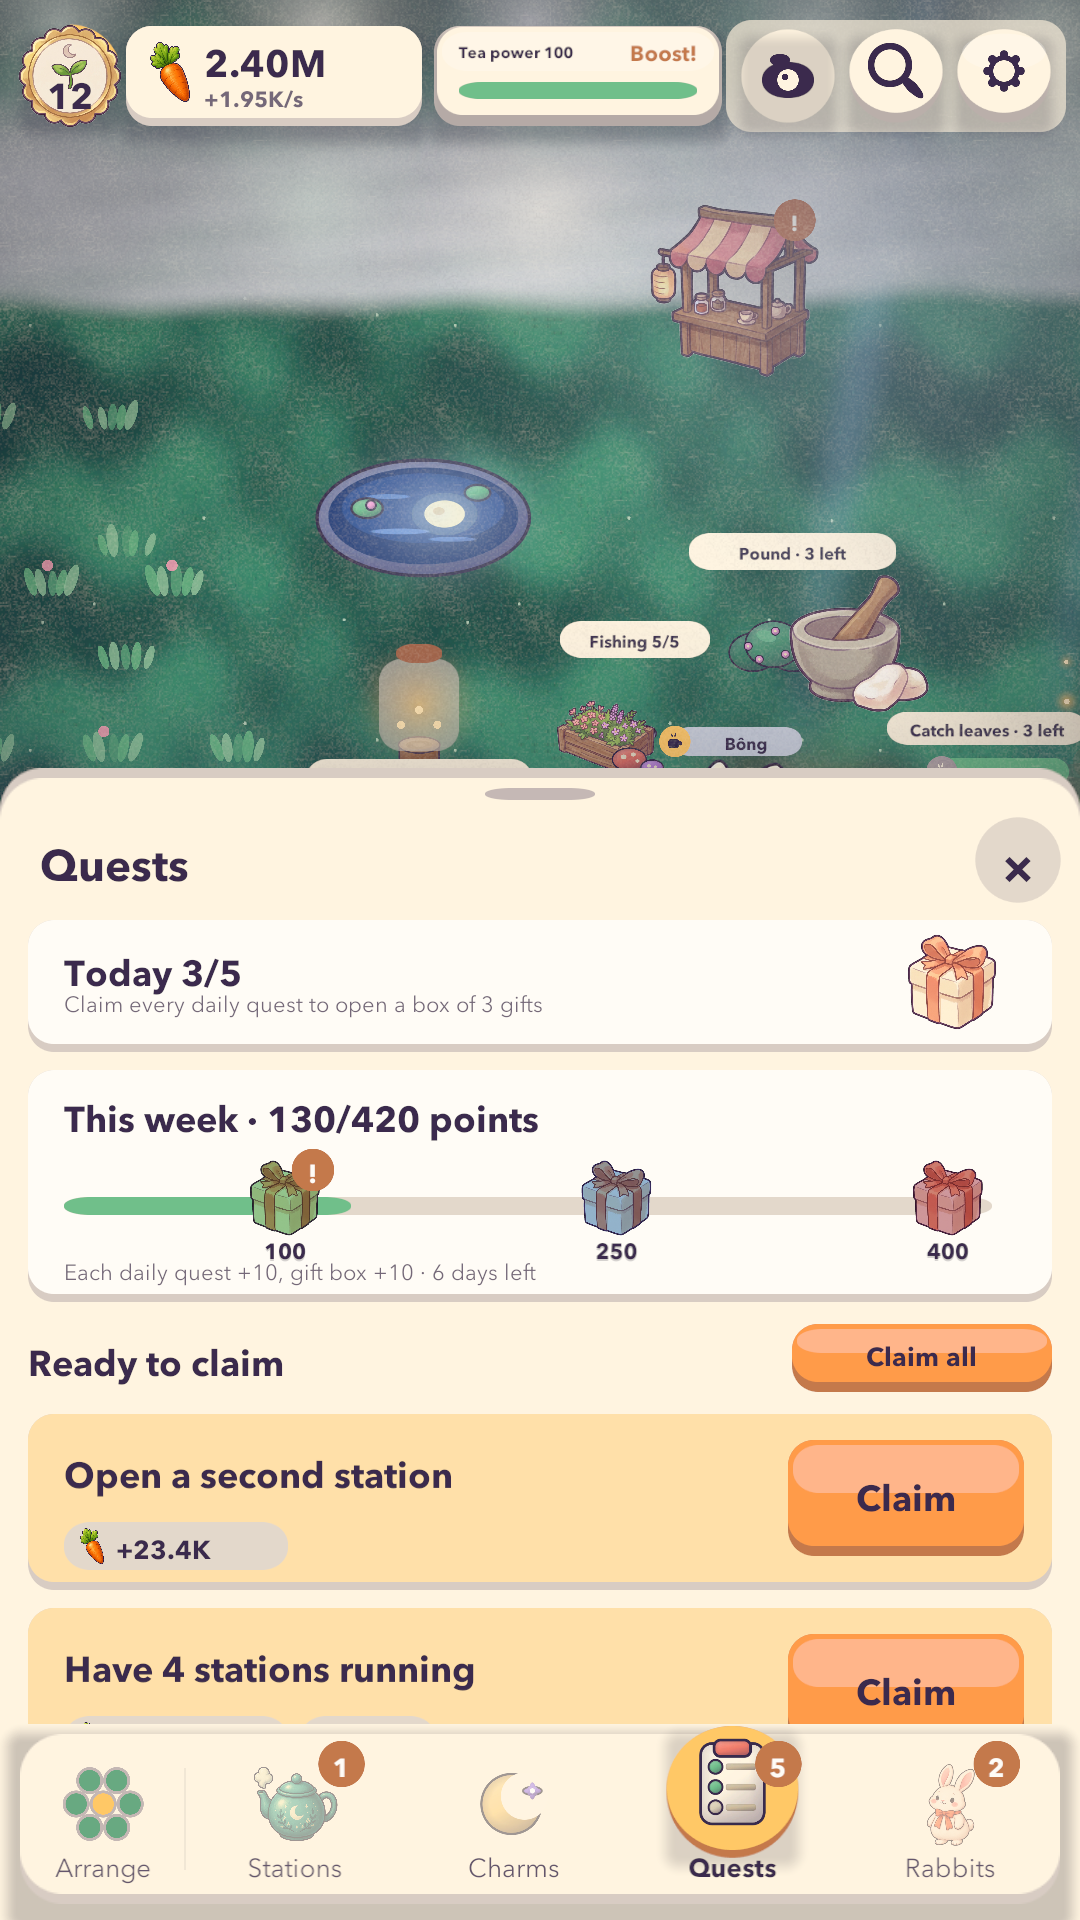 12
2.40M
+1.95K/s
Tea power 100
Boost!
!
Pound · 3 left
Fishing 5/5
Catch leaves · 3 left
Bông
Quests
Today 3/5
Claim every daily quest to open a box of 3 gifts
This week · 130/420 points
!
100
250
400
Each daily quest +10, gift box +10 · 6 days left
Ready to claim
Claim all
Open a second station
Claim
+23.4K
Have 4 stations running
Claim
1
5
2
Arrange
Stations
Charms
Quests
Rabbits